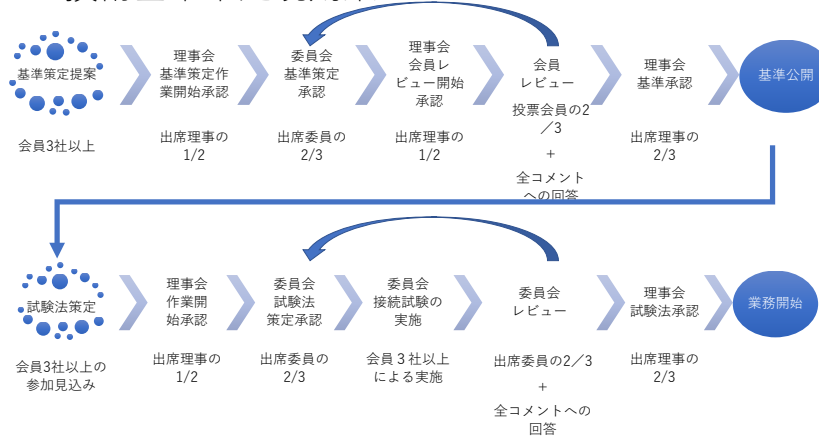 基準策定提案
会員3社以上
理事会
基準策定作
業開始承認
出席理事の
1/2
委員会
基準策定
承認
出席委員の
2/3
理事会
会員レ
ビュー開始
承認
出席理事の
1/2
会員
レビュー
投票会員の2
／3
+
全コメント
への回答
理事会
基準承認
出席理事の
2/3
基準公開
試験法策定
会員3社以上の
参加見込み
理事会
作業開
始承認
出席理事の
1/2
委員会
試験法
策定承認
出席委員の
2/3
委員会
接続試験の
実施
会員３社以上
による実施
委員会
レビュー
出席委員の2／3
+
全コメントへの
回答
理事会
試験法承認
出席理事の
2/3
業務開始